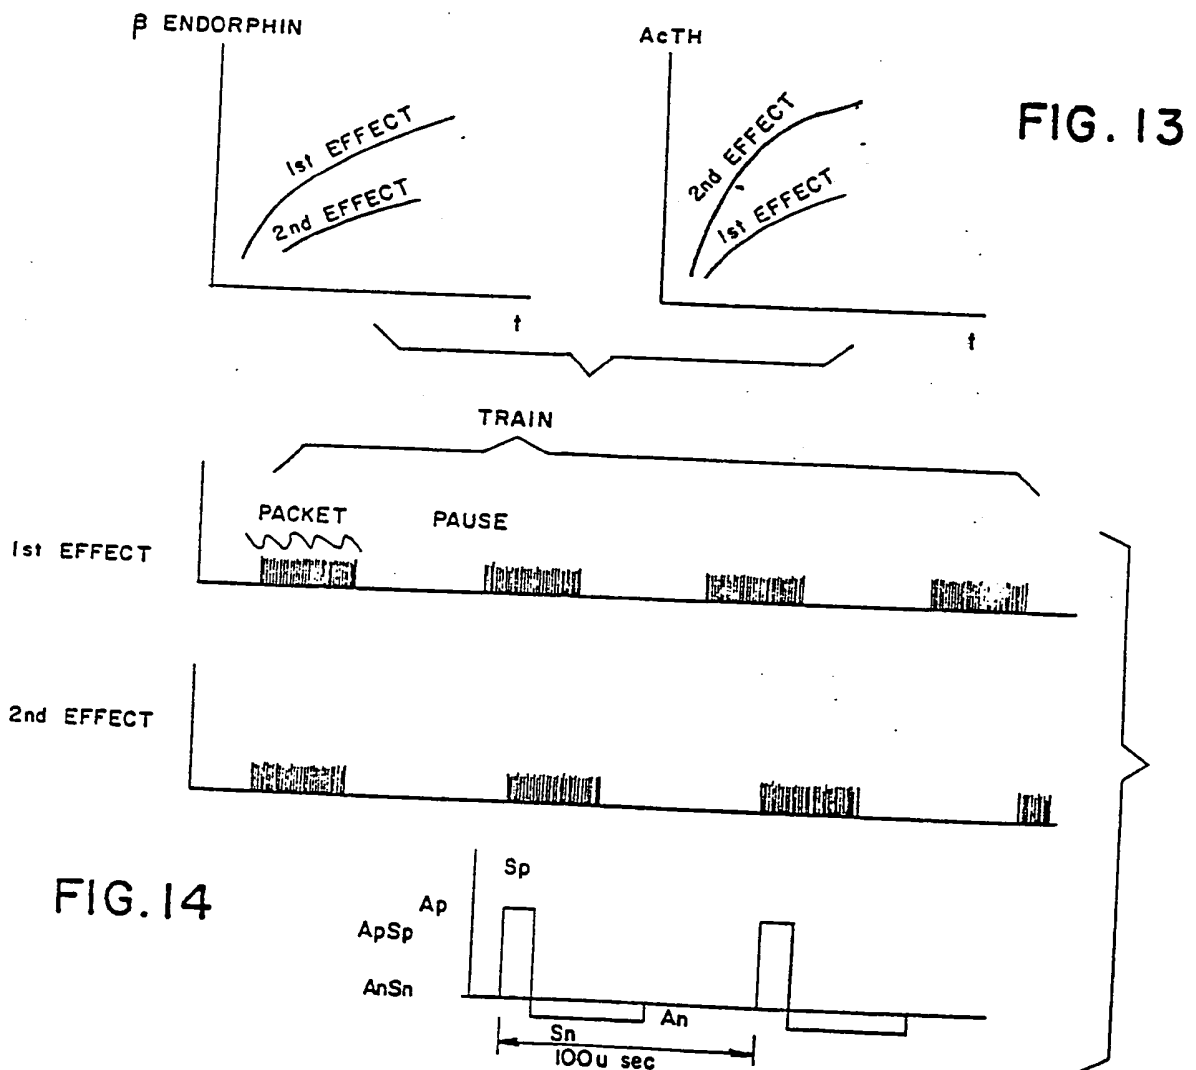 β ENDORPHIN
AcTH
FIG. 13
1st EFFECT
2nd EFFECT
t
2nd EFFECT
1st EFFECT
t
TRAIN
PACKET
PAUSE
1st EFFECT
2nd EFFECT
FIG. 14
Sp
Ap
ApSp
AnSn
An
Sn
100u sec